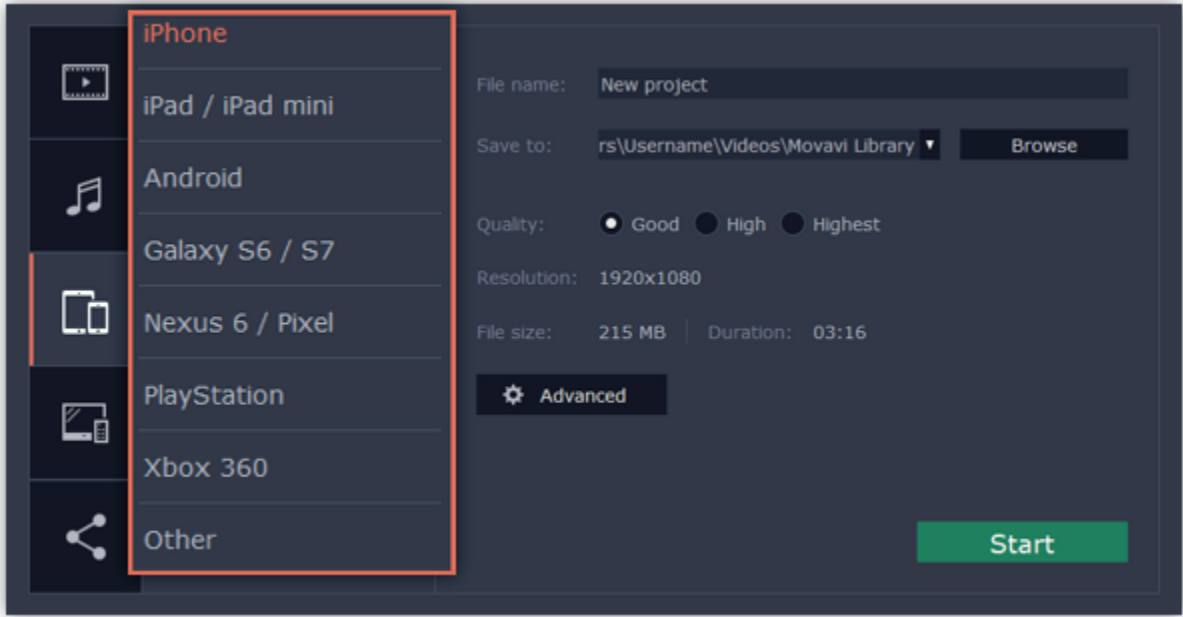 iPhone
iPad / iPad mini
Android
Galaxy S6 / S7
Nexus 6 / Pixel
PlayStation
Xbox 360
Other
File name: New project
Save to: rs\Username\Videos\Movavi Library Browse
Quality: Good High Highest
Resolution: 1920x1080
File size: 215 MB Duration: 03:16
Advanced
Start